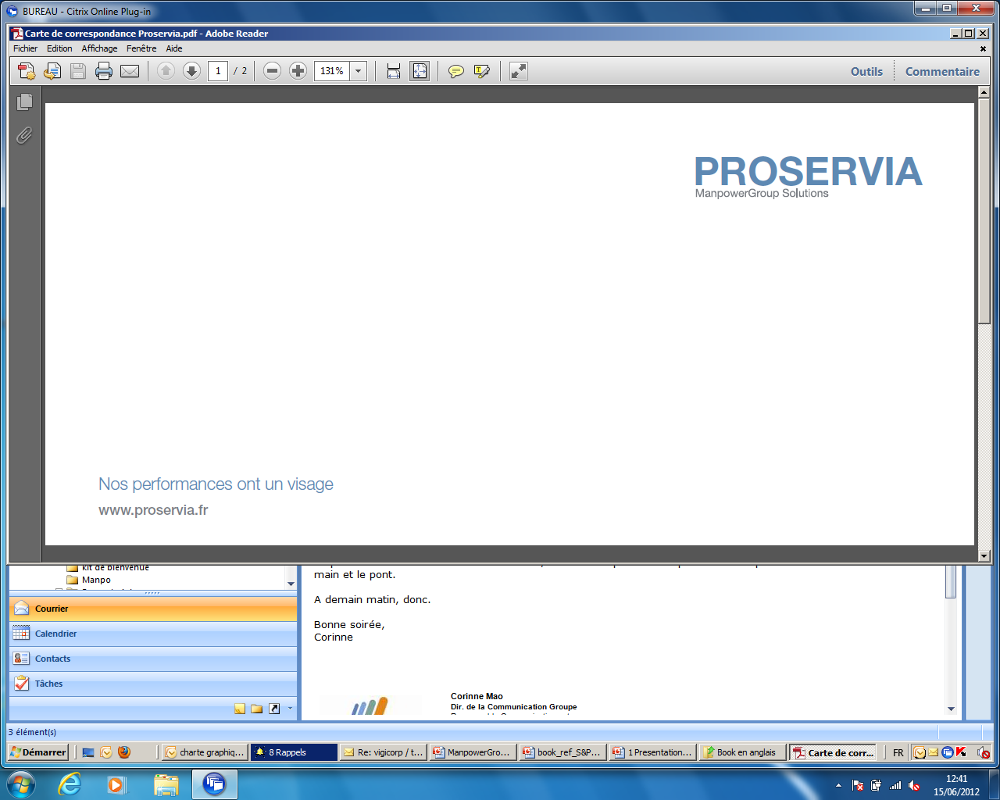 BUREAU - Citrix Online Plug-in
Carte de correspondance Proservia.pdf - Adobe Reader
Fichier Edition Affichage Fenêtre Aide
1 / 2 131% Outils Commentaire
PROSERVIA
ManpowerGroup Solutions
Nos performances ont un visage
www.proservia.fr
kit de bienvenue
Manpo
main et le pont.
A demain matin, donc.
Bonne soirée,
Corinne
Courrier
Calendrier
Contacts
Tâches
Corinne Mao
Dir. de la Communication Groupe
3 élément(s)
Démarrer charte graphiq... 8 Rappels Re: vigicorp / t... ManpowerGro... book_ref_S&P... 1 Presentation... Book en anglais Carte de corr... FR
12:41
15/06/2012